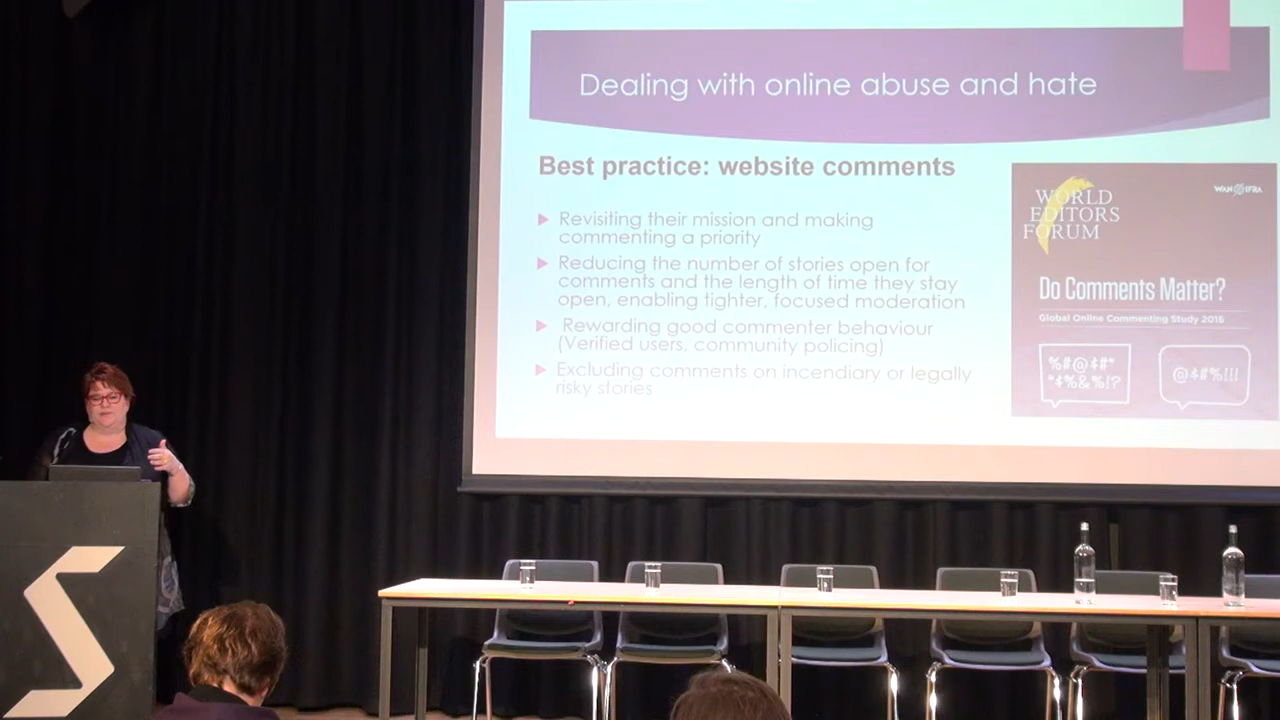 Dealing with online abuse and hate
Best practice: website comments
Revisiting their mission and making
commenting a priority
Reducing the number of stories open for
comments and the length of time they stay
open, enabling tighter, focused moderation
Rewarding good commenter behaviour
(Verified users, community policing)
Excluding comments on incendiary or legally
risky stories
WORLD
EDITORS
FORUM
WAN IFRA
Do Comments Matter?
Global Online Commenting Study 2016
%#@$#*
*$%&%!?
@$#%!!!
S